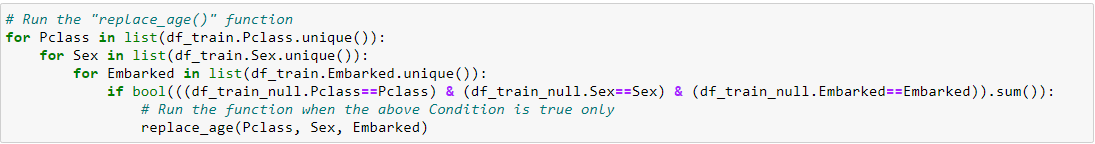 # Run the "replace_age()" function
for Pclass in list(df_train.Pclass.unique()):
    for Sex in list(df_train.Sex.unique()):
        for Embarked in list(df_train.Embarked.unique()):
            if bool(((df_train_null.Pclass==Pclass) & (df_train_null.Sex==Sex) & (df_train_null.Embarked==Embarked)).sum()):
                # Run the function when the above Condition is true only
                replace_age(Pclass, Sex, Embarked)